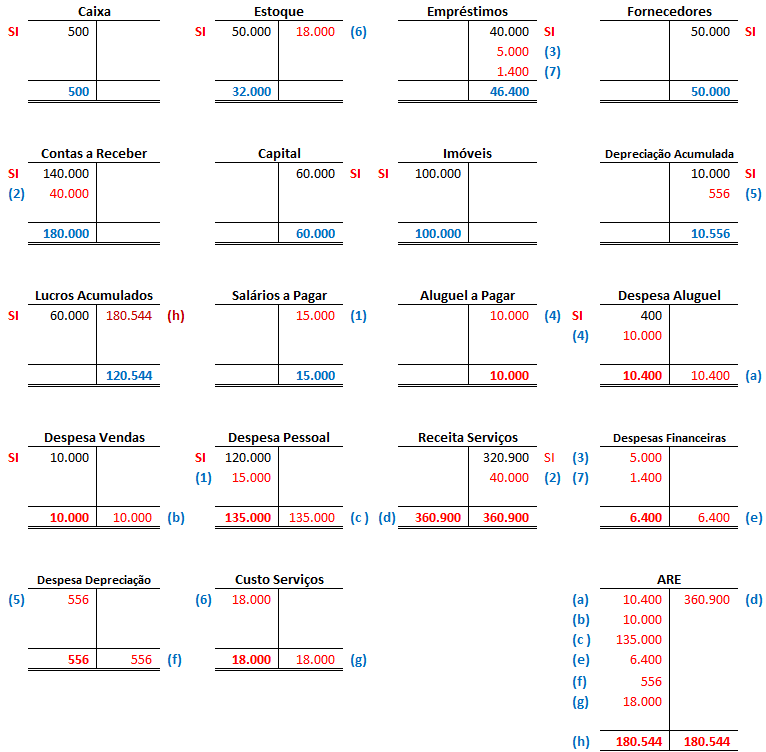 Caixa Estoque Empréstimos Fornecedores
SI 500 SI 50.000 18.000 (6) 40.000 SI 50.000 SI
5.000 (3)
1.400 (7)
500 32.000 46.400 50.000
Contas a Receber Capital Imóveis Depreciação Acumulada
SI 140.000 60.000 SI SI 100.000 10.000 SI
(2) 40.000 556 (5)
180.000 60.000 100.000 10.556
Lucros Acumulados Salários a Pagar Aluguel a Pagar Despesa Aluguel
SI 60.000 180.544 (h) 15.000 (1) 10.000 (4) SI 400
(4) 10.000
120.544 15.000 10.000 10.400 10.400 (a)
Despesa Vendas Despesa Pessoal Receita Serviços Despesas Financeiras
SI 10.000 SI 120.000 320.900 SI (3) 5.000
(1) 15.000 40.000 (2) (7) 1.400
10.000 10.000 (b) 135.000 135.000 (c ) (d) 360.900 360.900 6.400 6.400 (e)
Despesa Depreciação Custo Serviços ARE
(5) 556 (6) 18.000 (a) 10.400 360.900 (d)
(b) 10.000
(c ) 135.000
556 556 (f) 18.000 18.000 (g) (e) 6.400
(f) 556
(g) 18.000
(h) 180.544 180.544